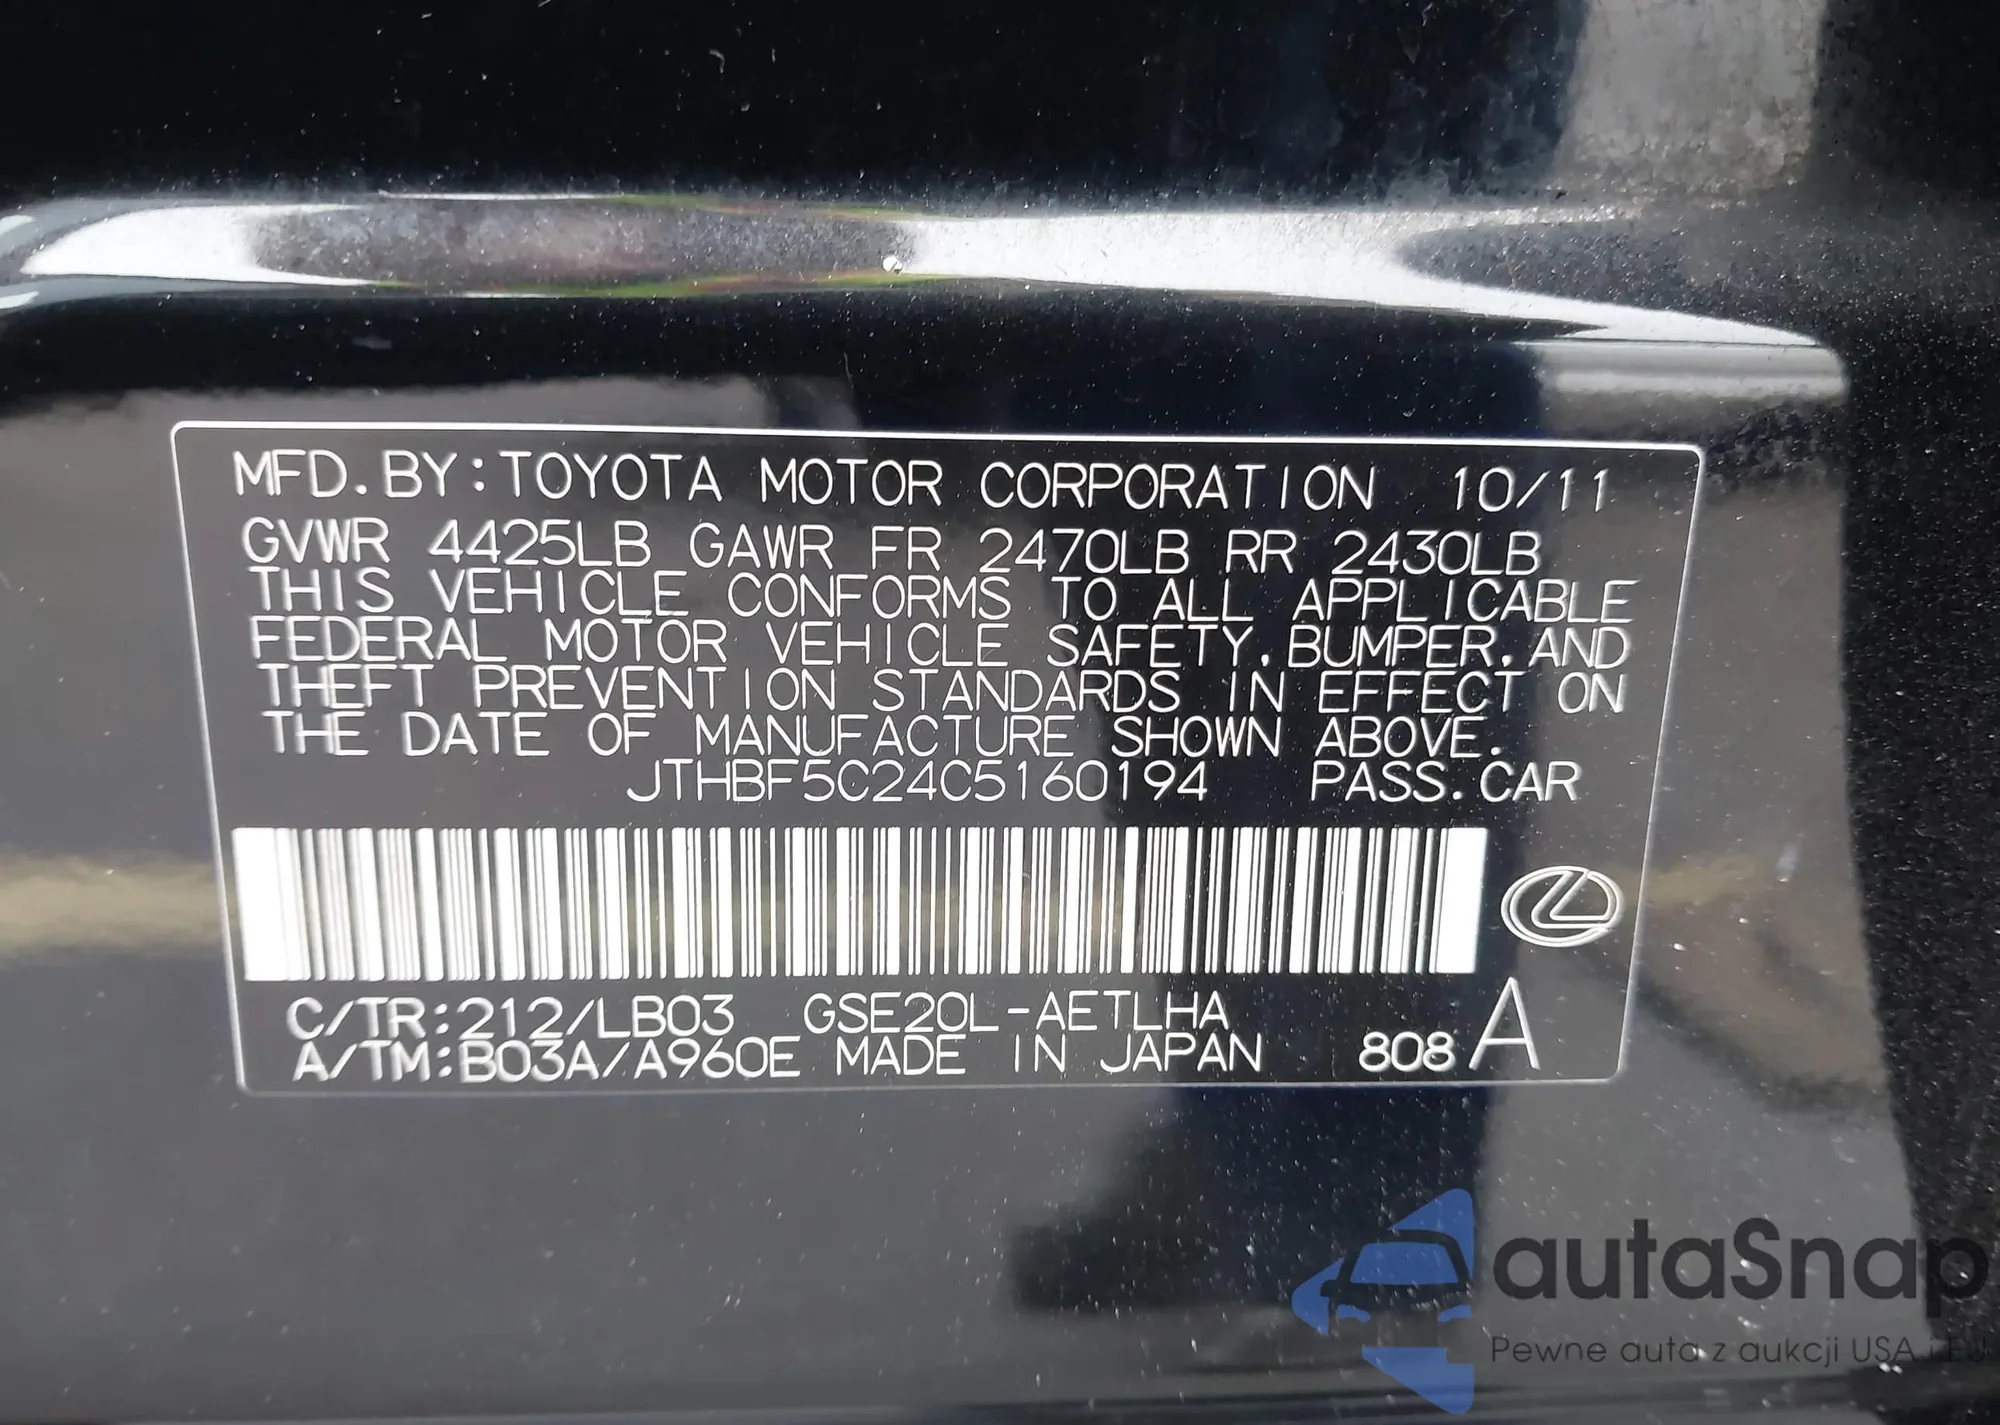 MFD.BY:TOYOTA MOTOR CORPORATION 10/11
GVWR 4425LB GAWR FR 2470LB RR 2430LB
THIS VEHICLE CONFORMS TO ALL APPLICABLE
FEDERAL MOTOR VEHICLE SAFETY.BUMPER.AND
THEFT PREVENTION STANDARDS IN EFFECT ON
THE DATE OF MANUFACTURE SHOWN ABOVE.
JTHBF5C24C5160194 PASS.CAR
C/TR:212/LB03 GSE20L-AETLHA
A/TM:B03A/A960E MADE IN JAPAN 808 A
autaSnap
Pewne auta z aukcji USA i EU